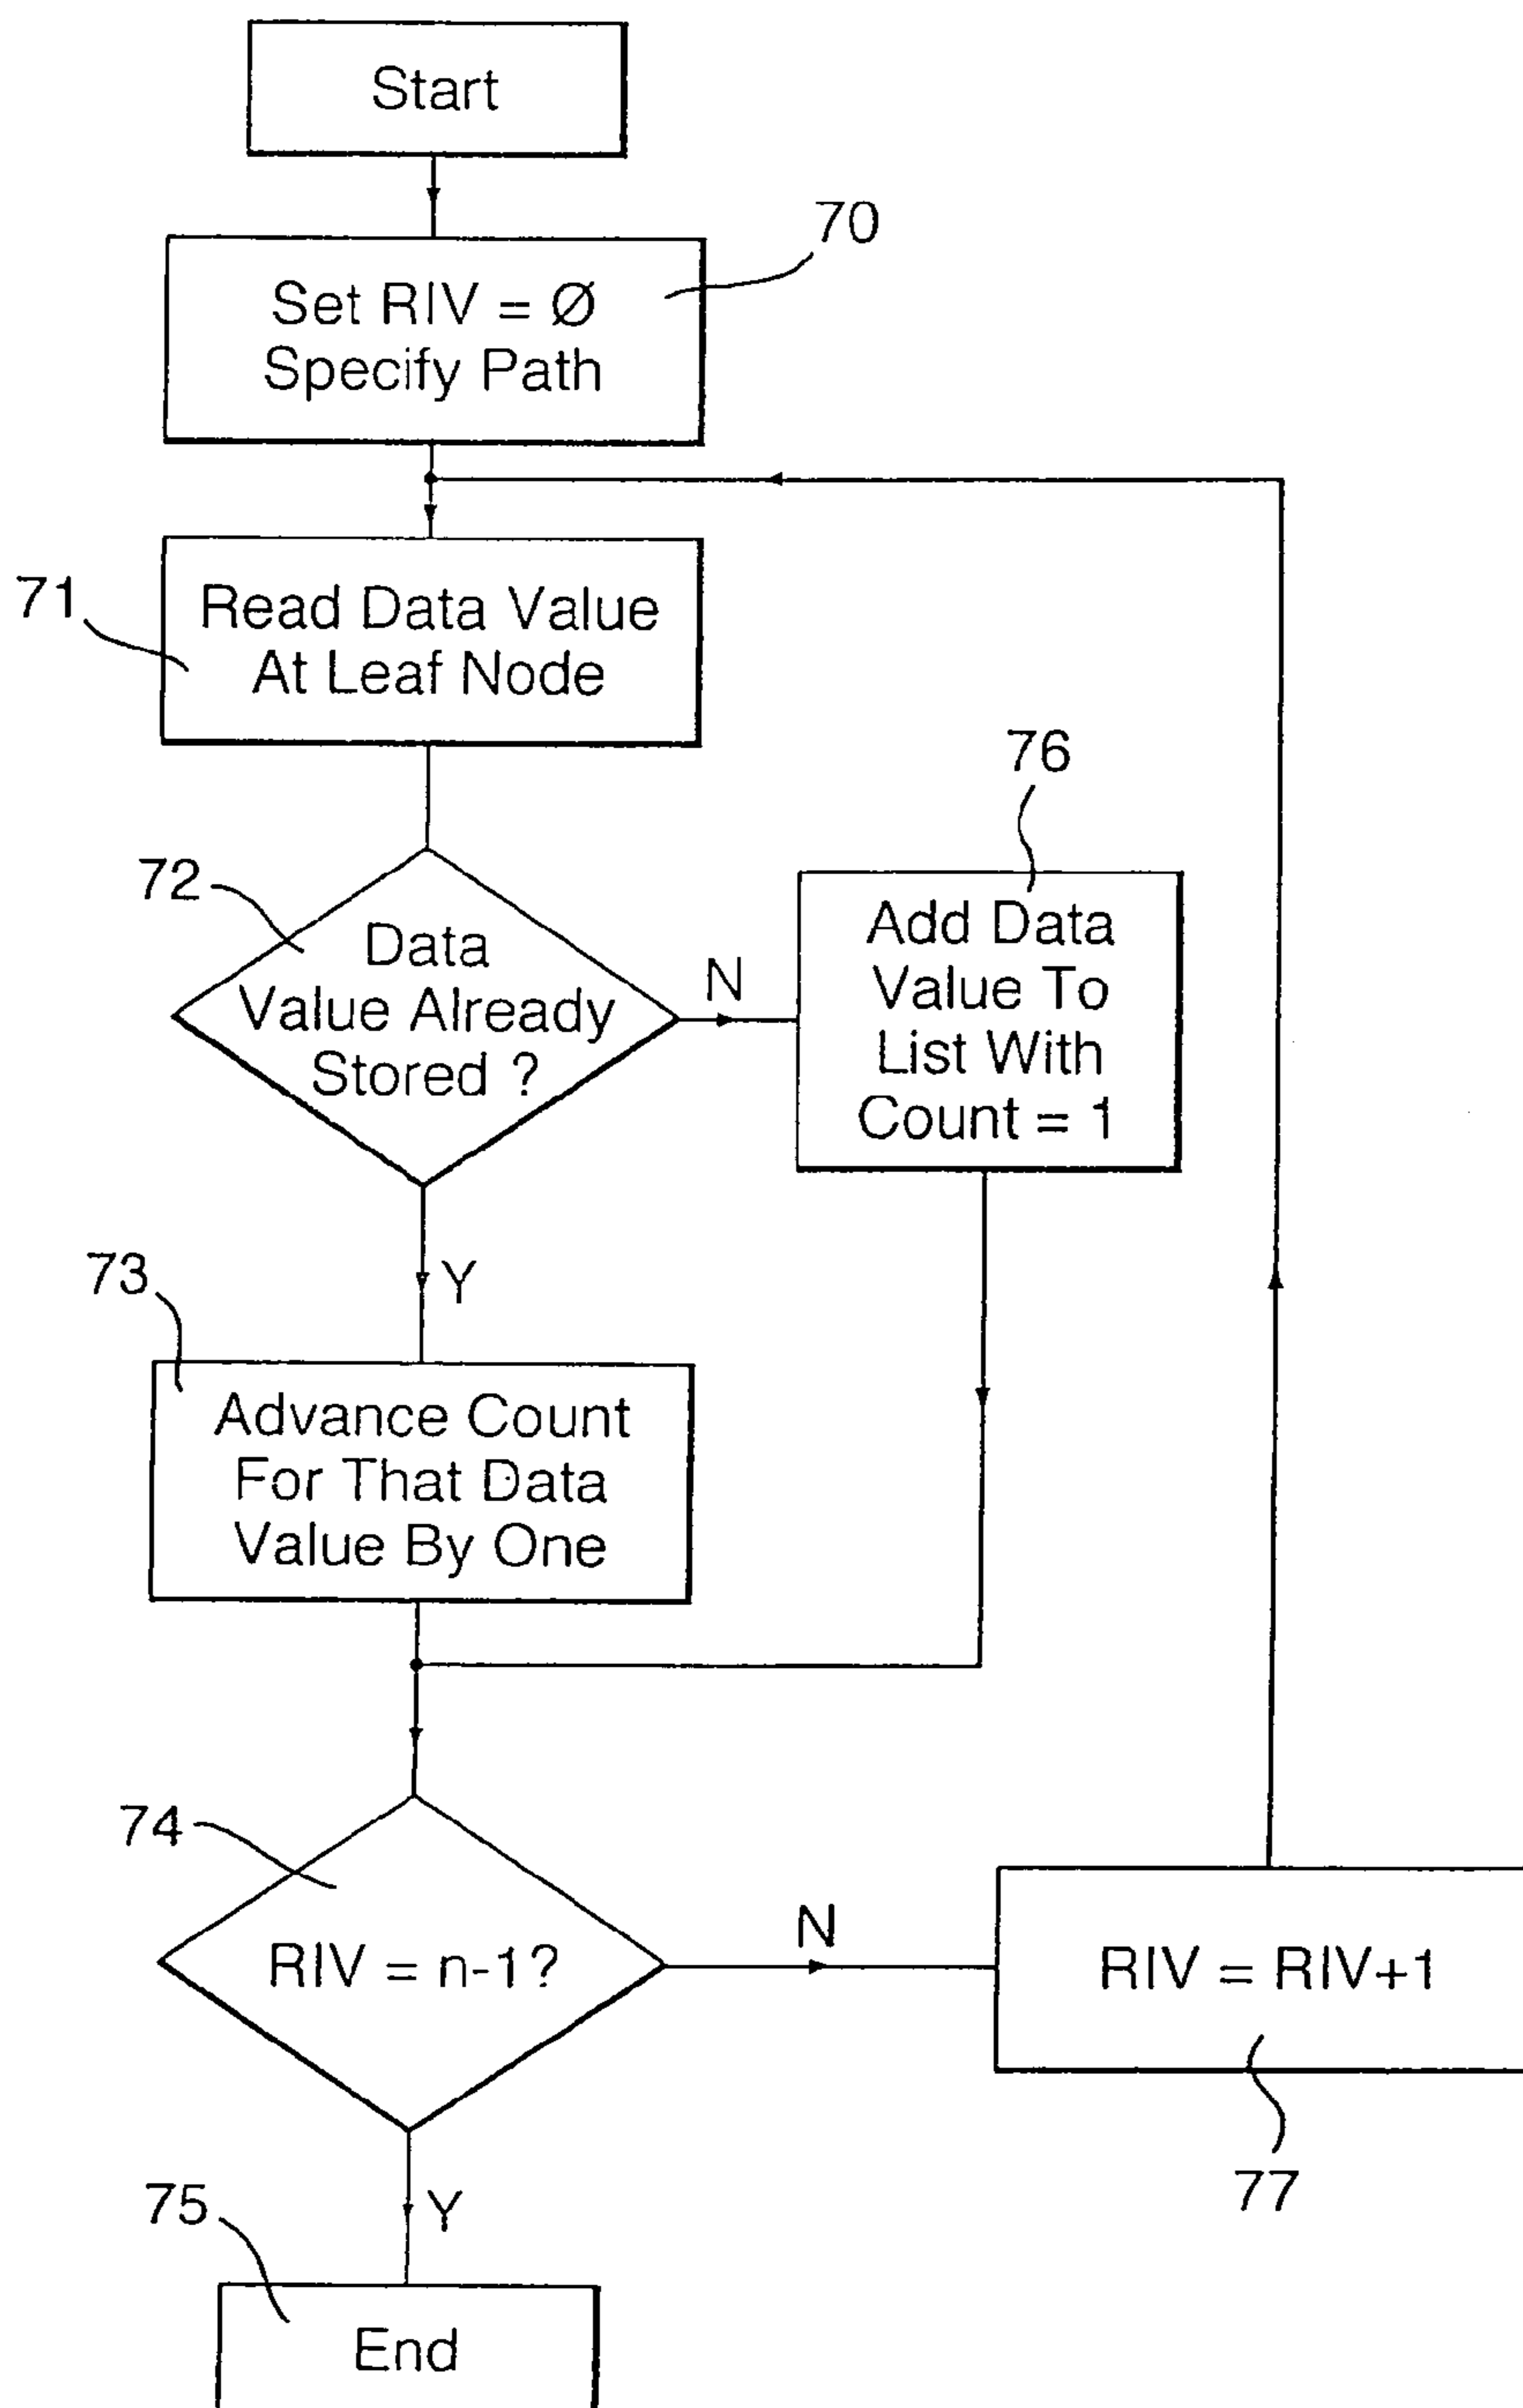 Start
70
Set RIV = Ø
Specify Path
71
Read Data Value
At Leaf Node
76
72
Data
Value Already
Stored ?
N
Add Data
Value To
List With
Count = 1
Y
73
Advance Count
For That Data
Value By One
74
RIV = n-1?
N
RIV = RIV+1
77
Y
75
End